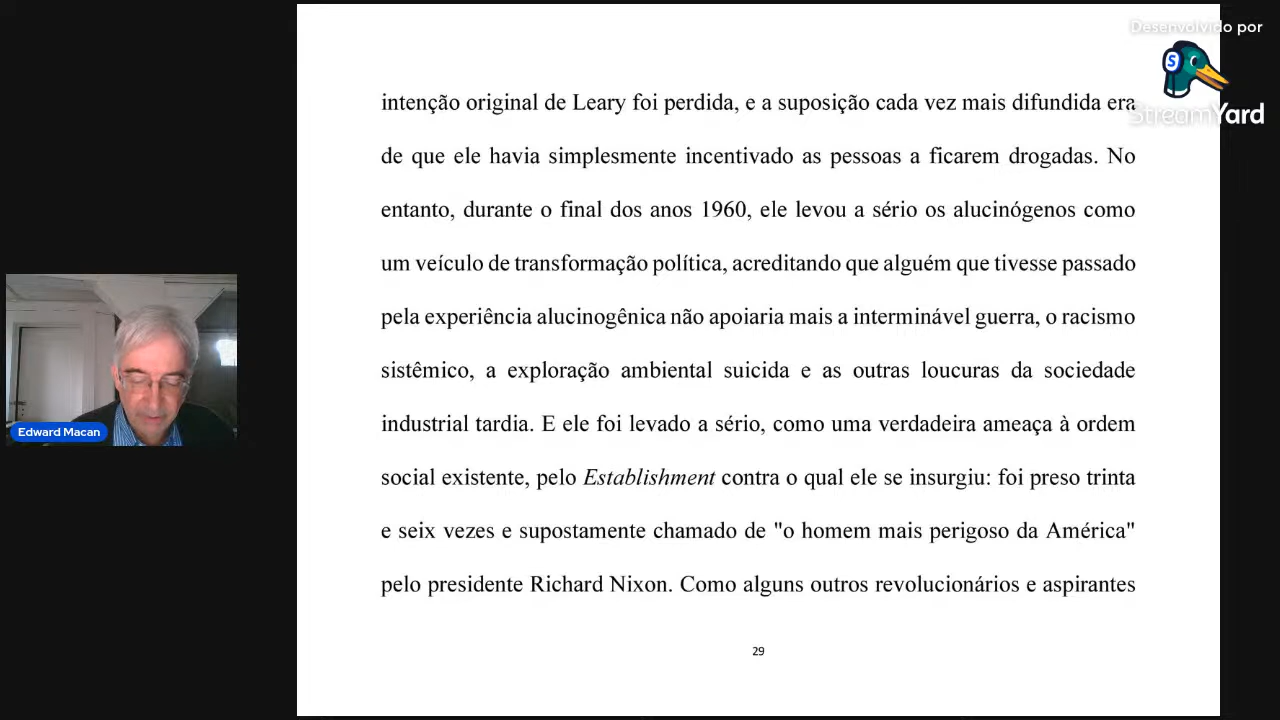 Desenvolvido por
StreamYard
intenção original de Leary foi perdida, e a suposição cada vez mais difundida era
de que ele havia simplesmente incentivado as pessoas a ficarem drogadas. No
entanto, durante o final dos anos 1960, ele levou a sério os alucinógenos como
um veículo de transformação política, acreditando que alguém que tivesse passado
pela experiência alucinogênica não apoiaria mais a interminável guerra, o racismo
sistêmico, a exploração ambiental suicida e as outras loucuras da sociedade
industrial tardia. E ele foi levado a sério, como uma verdadeira ameaça à ordem
social existente, pelo Establishment contra o qual ele se insurgiu: foi preso trinta
e seix vezes e supostamente chamado de "o homem mais perigoso da América"
pelo presidente Richard Nixon. Como alguns outros revolucionários e aspirantes
29
Edward Macan